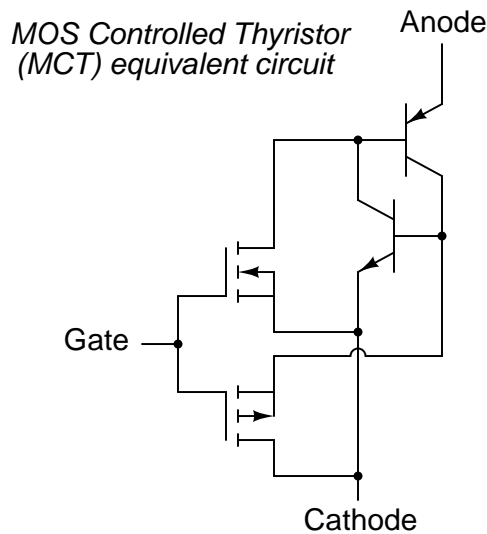 MOS Controlled Thyristor
(MCT) equivalent circuit
Anode
Gate
Cathode